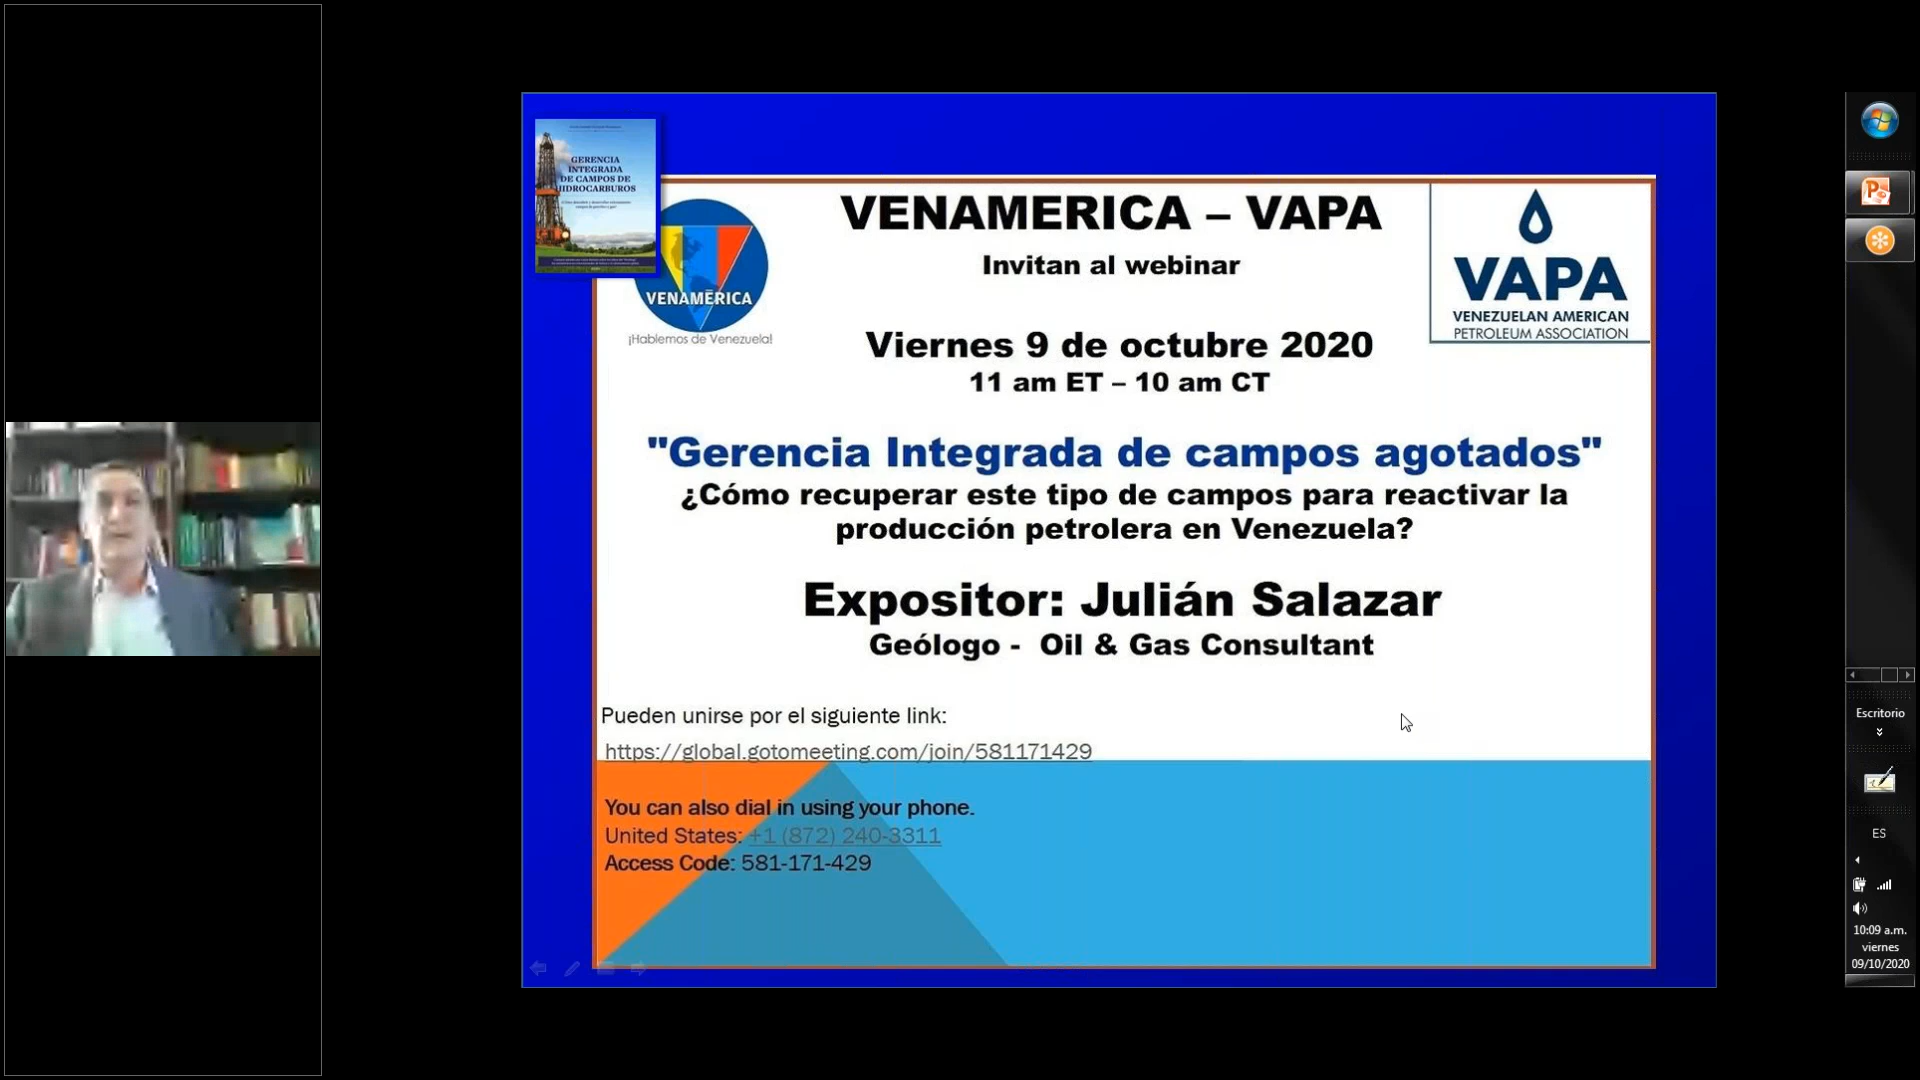 GERENCIA
INTEGRADA
DE CAMPOS DE
HIDROCARBUROS
VENAMERICA – VAPA
Invitan al webinar
VENAMÉRICA
¡Hablemos de Venezuela!
VAPA
VENEZUELAN AMERICAN
PETROLEUM ASSOCIATION
Viernes 9 de octubre 2020
11 am ET – 10 am CT
"Gerencia Integrada de campos agotados"
¿Cómo recuperar este tipo de campos para reactivar la
producción petrolera en Venezuela?
Expositor: Julián Salazar
Geólogo - Oil & Gas Consultant
Pueden unirse por el siguiente link:
https://global.gotomeeting.com/join/581171429
You can also dial in using your phone.
United States: +1 (872) 240-3311
Access Code: 581-171-429
Escritorio
ES
10:09 a.m.
viernes
09/10/2020